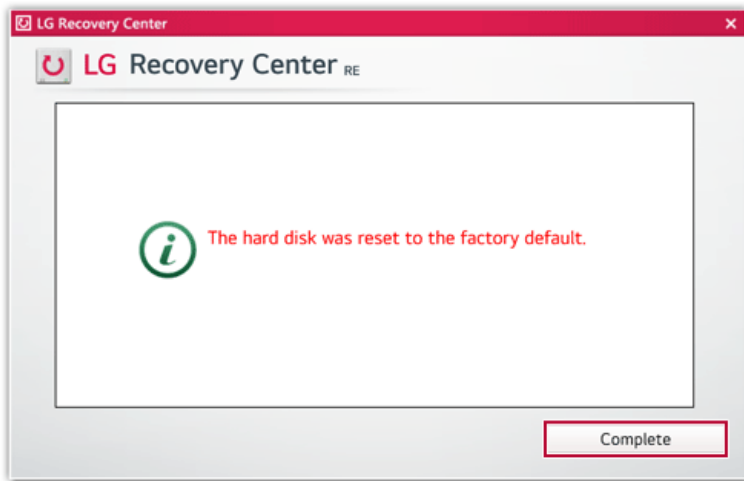 LG Recovery Center
LG Recovery Center RE
The hard disk was reset to the factory default.
Complete